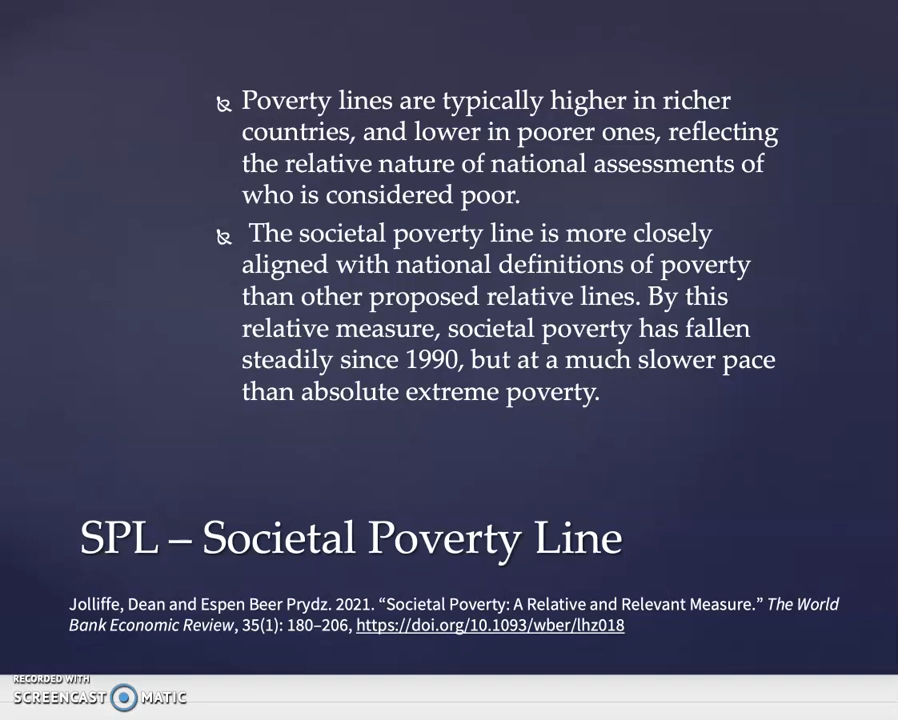 Poverty lines are typically higher in richer
countries, and lower in poorer ones, reflecting
the relative nature of national assessments of
who is considered poor.
The societal poverty line is more closely
aligned with national definitions of poverty
than other proposed relative lines. By this
relative measure, societal poverty has fallen
steadily since 1990, but at a much slower pace
than absolute extreme poverty.
SPL – Societal Poverty Line
Jolliffe, Dean and Espen Beer Prydz. 2021. “Societal Poverty: A Relative and Relevant Measure.” The World
Bank Economic Review, 35(1): 180–206, https://doi.org/10.1093/wber/lhz018
RECORDED WITH
SCREENCAST MATIC